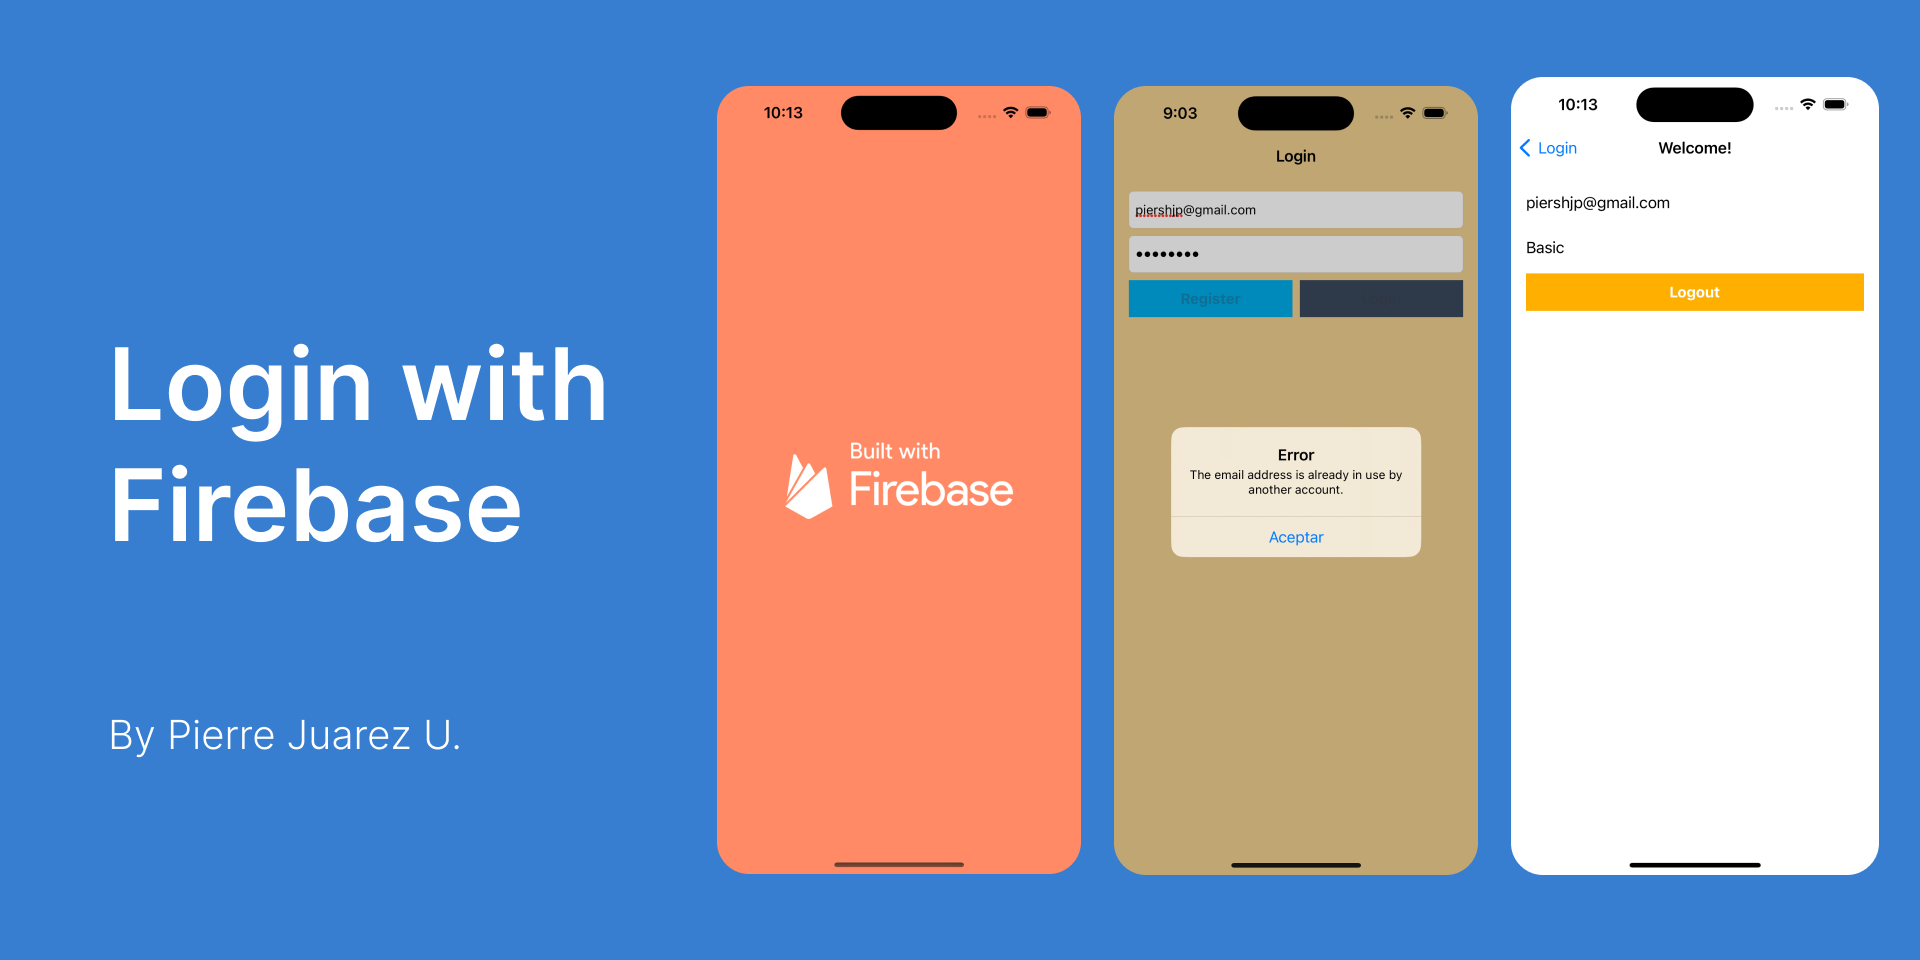 Login with
Firebase
By Pierre Juarez U.
10:13
Built with
Firebase
9:03
Login
piershjp@gmail.com
••••••••
Register
Error
The email address is already in use by
another account.
Aceptar
10:13
Login
Welcome!
piershjp@gmail.com
Basic
Logout